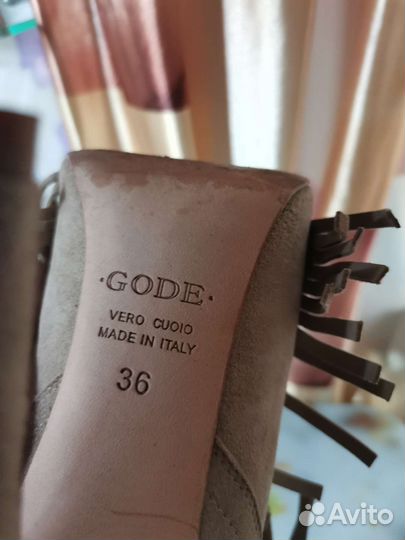 ·GODE·
VERO CUOIO
MADE IN ITALY
36
Avito